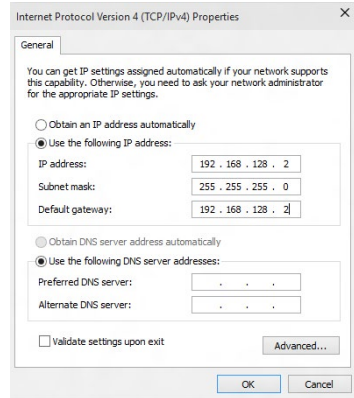 Internet Protocol Version 4 (TCP/IPv4) Properties
General
You can get IP settings assigned automatically if your network supports
this capability. Otherwise, you need to ask your network administrator
for the appropriate IP settings.
Obtain an IP address automatically
Use the following IP address:
IP address: 192 . 168 . 128 . 2
Subnet mask: 255 . 255 . 255 . 0
Default gateway: 192 . 168 . 128 . 2
Obtain DNS server address automatically
Use the following DNS server addresses:
Preferred DNS server: . . .
Alternate DNS server: . . .
Validate settings upon exit
Advanced...
OK Cancel